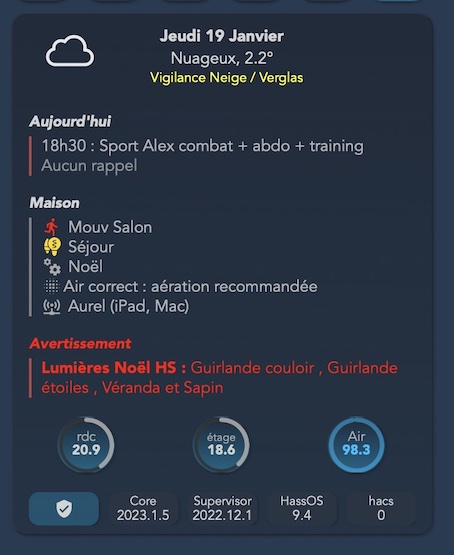 Jeudi 19 Janvier
Nuageux, 2.2°
Vigilance Neige / Verglas
Aujourd'hui
18h30 : Sport Alex combat + abdo + training
Aucun rappel
Maison
Mouv Salon
Séjour
Noël
Air correct : aération recommandée
Aurel (iPad, Mac)
Avertissement
Lumières Noël HS : Guirlande couloir , Guirlande
étoiles , Véranda et Sapin
rdc
20.9
étage
18.6
Air
98.3
Core
2023.1.5
Supervisor
2022.12.1
HassOS
9.4
hacs
0